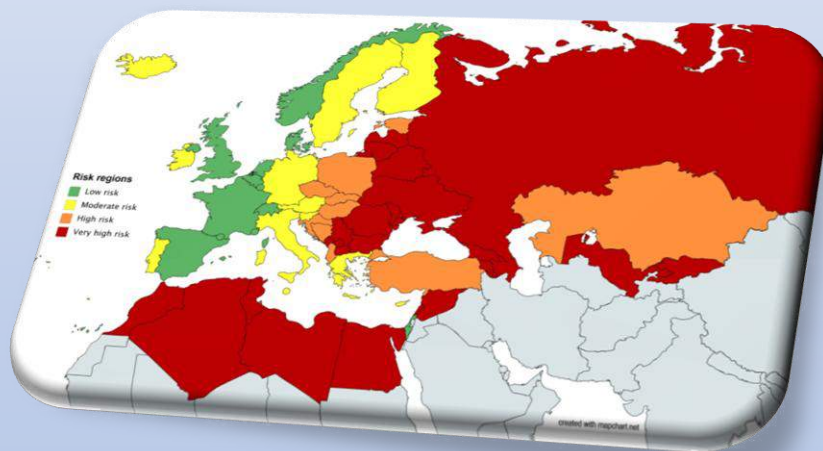 Risk regions
Low risk
Moderate risk
High risk
Very high risk
created with mapchart.net